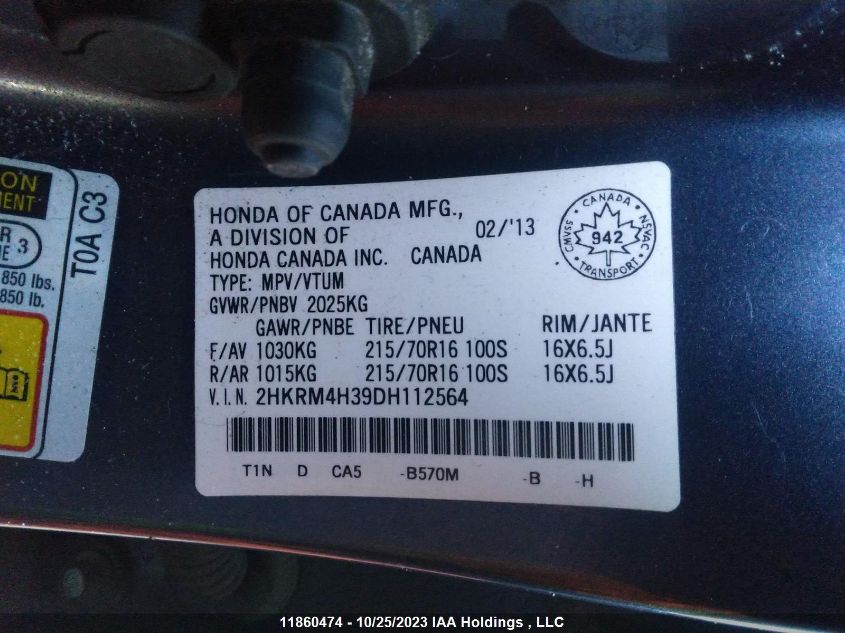 ON
MENT
R
E 3
850 lbs.
850 lb.
T0A C3
HONDA OF CANADA MFG.,
A DIVISION OF 02/'13
HONDA CANADA INC. CANADA
TYPE: MPV/VTUM
GVWR/PNBV 2025KG
GAWR/PNBE TIRE/PNEU RIM/JANTE
F/AV 1030KG 215/70R16 100S 16X6.5J
R/AR 1015KG 215/70R16 100S 16X6.5J
V.I.N. 2HKRM4H39DH112564
T1N D CA5 -B570M -B -H
CANADA
CMVSS 942 NSVAC
TRANSPORT
11860474 - 10/25/2023 IAA Holdings , LLC